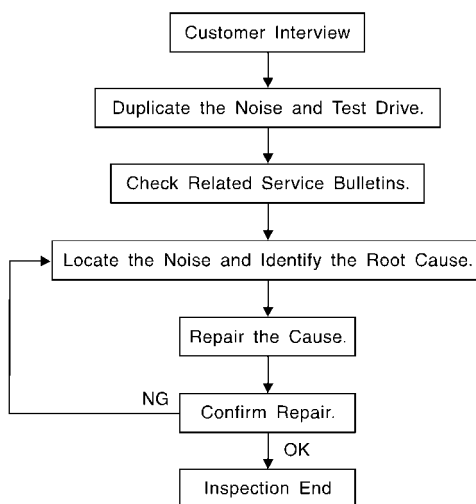 Customer Interview
Duplicate the Noise and Test Drive.
Check Related Service Bulletins.
Locate the Noise and Identify the Root Cause.
Repair the Cause.
NG
Confirm Repair.
OK
Inspection End